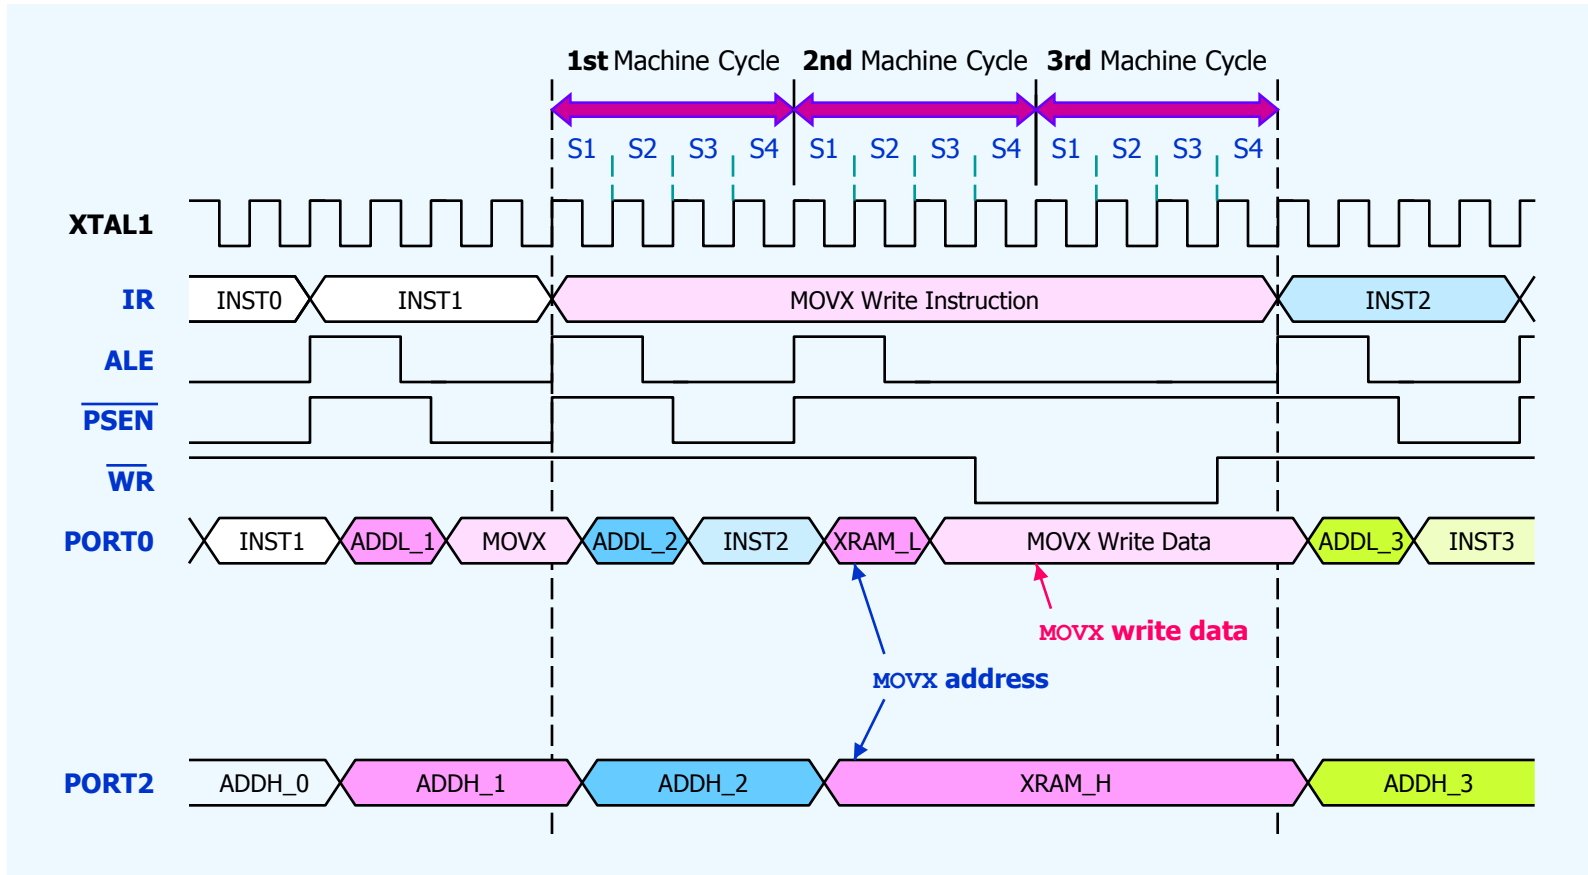 1st Machine Cycle 2nd Machine Cycle 3rd Machine Cycle
S1 S2 S3 S4 S1 S2 S3 S4 S1 S2 S3 S4
XTAL1
IR INST0 INST1 MOVX Write Instruction INST2
ALE
PSEN
WR
PORT0 INST1 ADDL_1 MOVX ADDL_2 INST2 XRAM_L MOVX Write Data ADDL_3 INST3
MOVX write data
MOVX address
PORT2 ADDH_0 ADDH_1 ADDH_2 XRAM_H ADDH_3